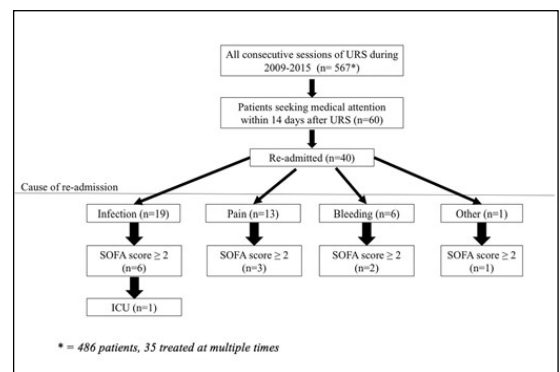 All consecutive sessions of URS during
2009-2015 (n= 567*)
Patients seeking medical attention
within 14 days after URS (n=60)
Re-admitted (n=40)
Cause of re-admission
Infection (n=19)
Pain (n=13)
Bleeding (n=6)
Other (n=1)
SOFA score ≥ 2
(n=6)
SOFA score ≥ 2
(n=3)
SOFA score ≥ 2
(n=2)
SOFA score ≥ 2
(n=1)
ICU (n=1)
* = 486 patients, 35 treated at multiple times